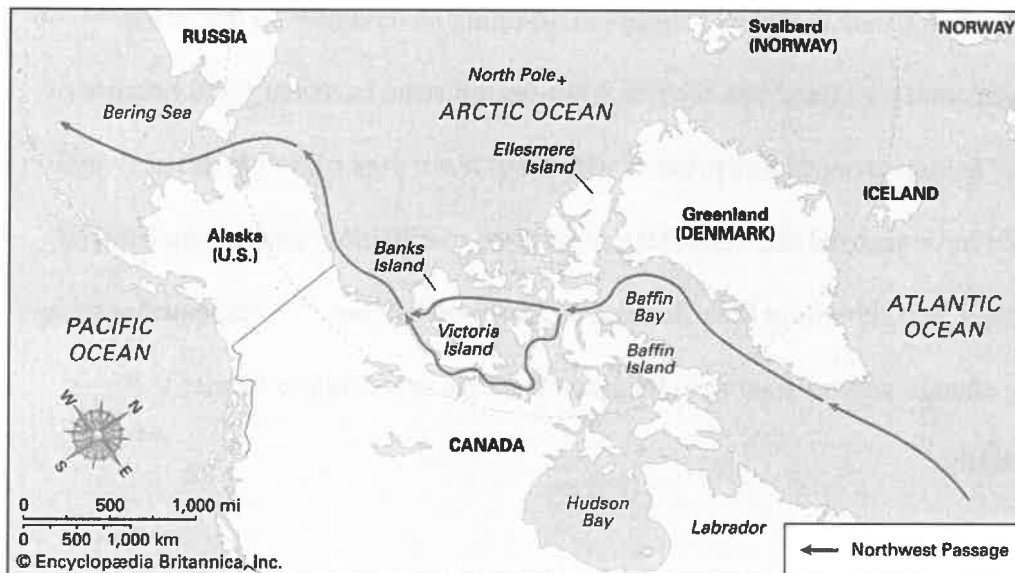 RUSSIA
Svalbard
(NORWAY)
NORWAY
North Pole+
Bering Sea
ARCTIC OCEAN
Ellesmere
Island
ICELAND
Greenland
(DENMARK)
Alaska
(U.S.)
Banks
Island
Baffin
Bay
ATLANTIC
OCEAN
PACIFIC
OCEAN
Victoria
Island
Baffin
Island
N
W
E
S
CANADA
0 500 1,000 mi
0 500 1,000 km
Hudson
Bay
Labrador
Northwest Passage
© Encyclopædia Britannica, Inc.